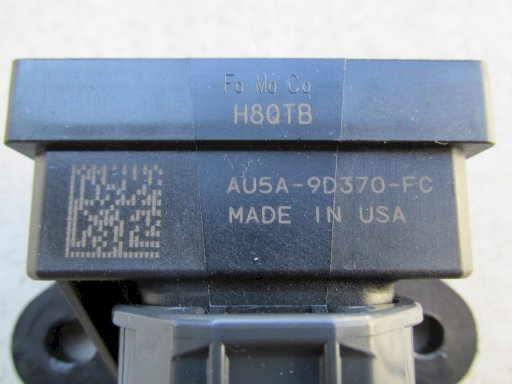 Fo Mo Co
H8QTB
AU5A-9D370-FC
MADE IN USA